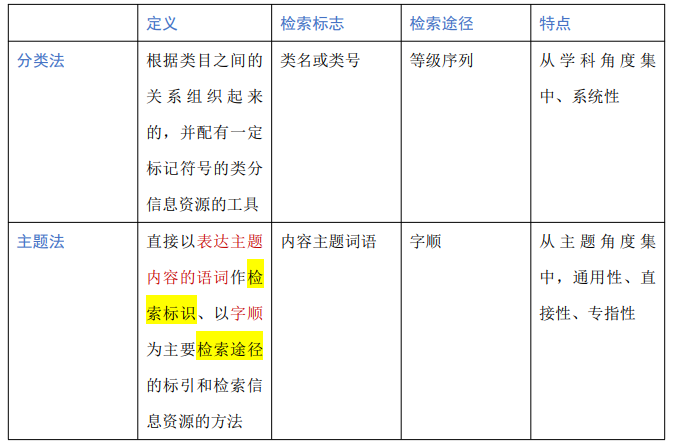 定义 检索标志 检索途径 特点
分类法 根据类目之间的 类名或类号 等级序列 从学科角度集
关系组织起来 中、系统性
的，并配有一定
标记符号的类分
信息资源的工具
主题法 直接以表达主题 内容主题词语 字顺 从主题角度集
内容的语词作检 中，通用性、直
索标识、以字顺 接性、专指性
为主要检索途径
的标引和检索信
息资源的方法